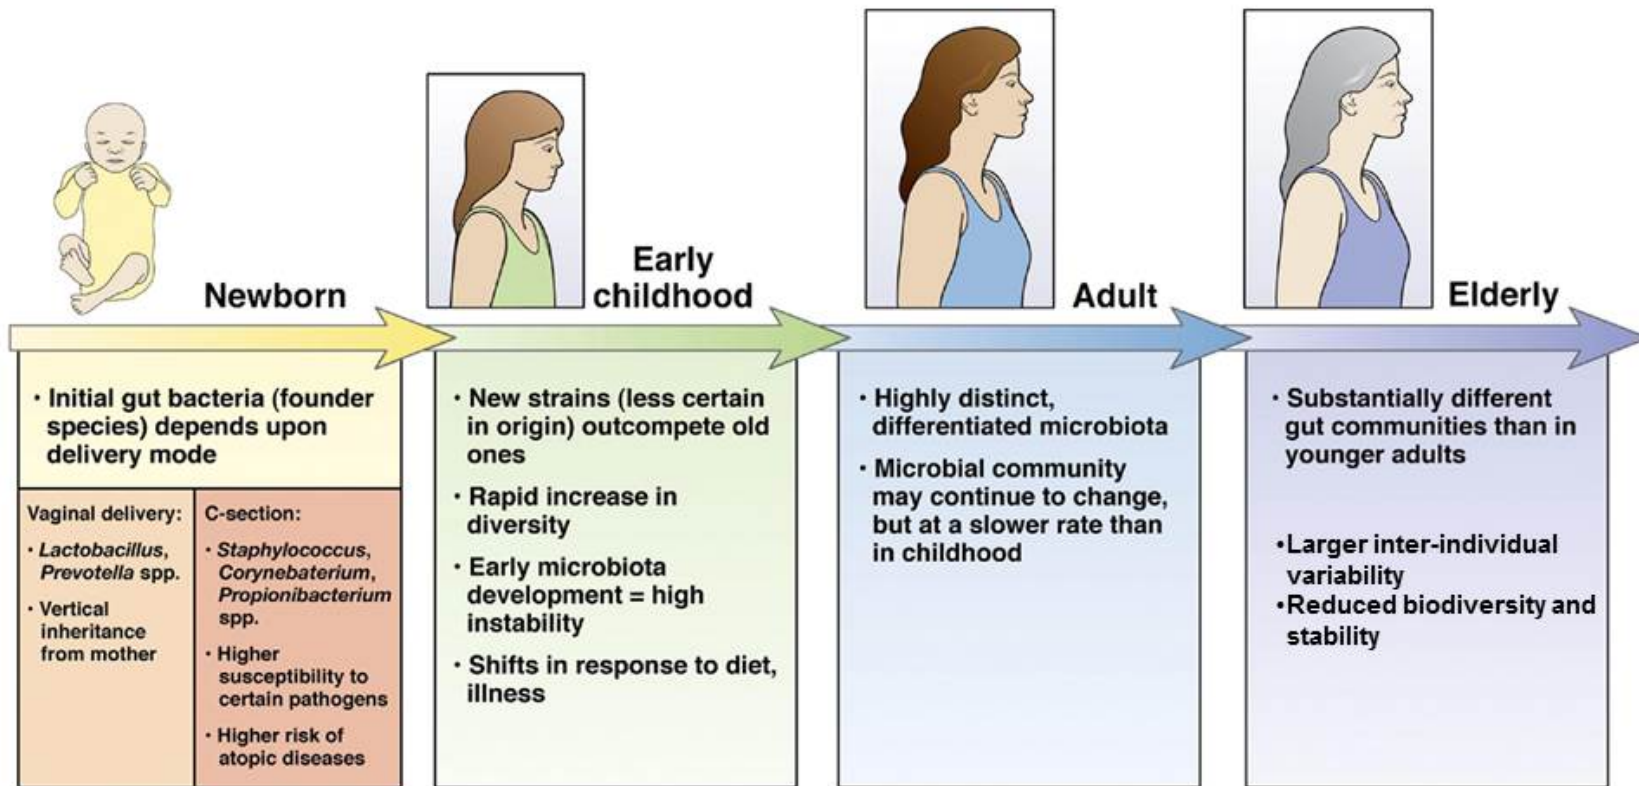 Newborn
• Initial gut bacteria (founder
species) depends upon
delivery mode
Vaginal delivery:
• Lactobacillus,
Prevotella spp.
• Vertical
inheritance
from mother
C-section:
• Staphylococcus,
Corynebaterium,
Propionibacterium
spp.
• Higher
susceptibility to
certain pathogens
• Higher risk of
atopic diseases
Early
childhood
• New strains (less certain
in origin) outcompete old
ones
• Rapid increase in
diversity
• Early microbiota
development = high
instability
• Shifts in response to diet,
illness
Adult
• Highly distinct,
differentiated microbiota
• Microbial community
may continue to change,
but at a slower rate than
in childhood
Elderly
• Substantially different
gut communities than in
younger adults
•Larger inter-individual
variability
•Reduced biodiversity and
stability